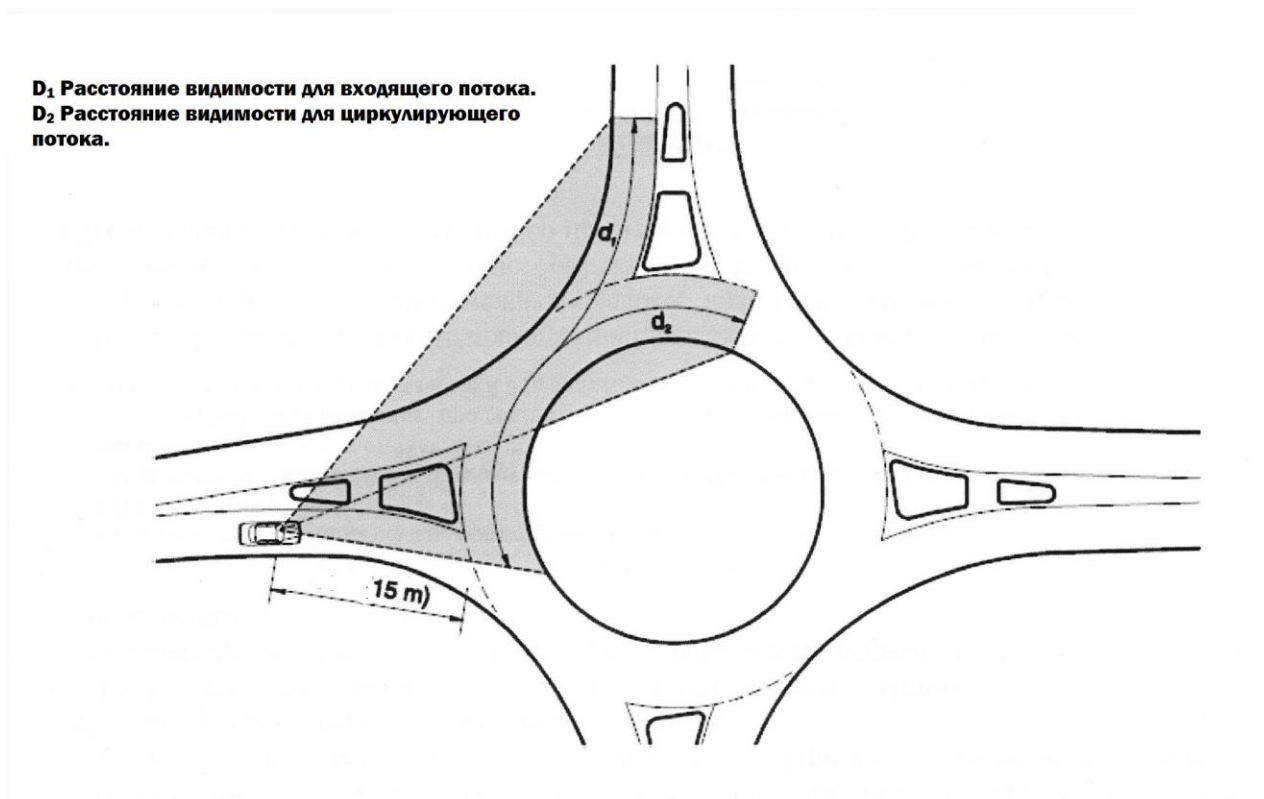 D₁ Расстояние видимости для входящего потока.
D₂ Расстояние видимости для циркулирующего
потока.
d₁
d₂
15 m)